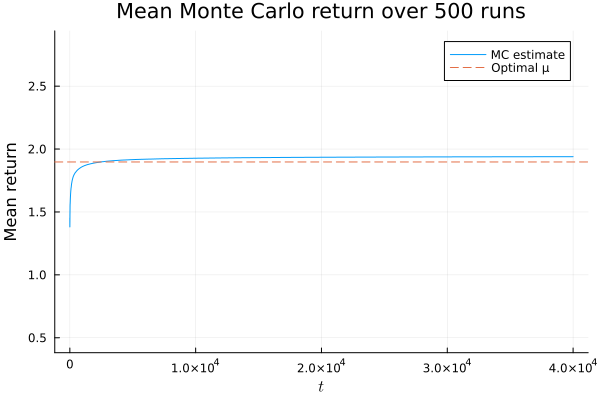 Mean Monte Carlo return over 500 runs
MC estimate
Optimal μ
Mean return
2.5
2.0
1.5
1.0
0.5
0
1.0×10⁴
2.0×10⁴
3.0×10⁴
4.0×10⁴
t